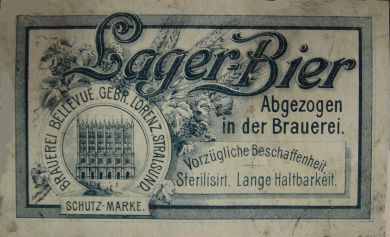 Lager-Bier
Abgezogen
in der Brauerei.
BRAUEREI BELLEVUE, GEBR. LORENZ, STRALSUND
SCHUTZ-MARKE.
Vorzügliche Beschaffenheit,
Sterilisirt. Lange Haltbarkeit.